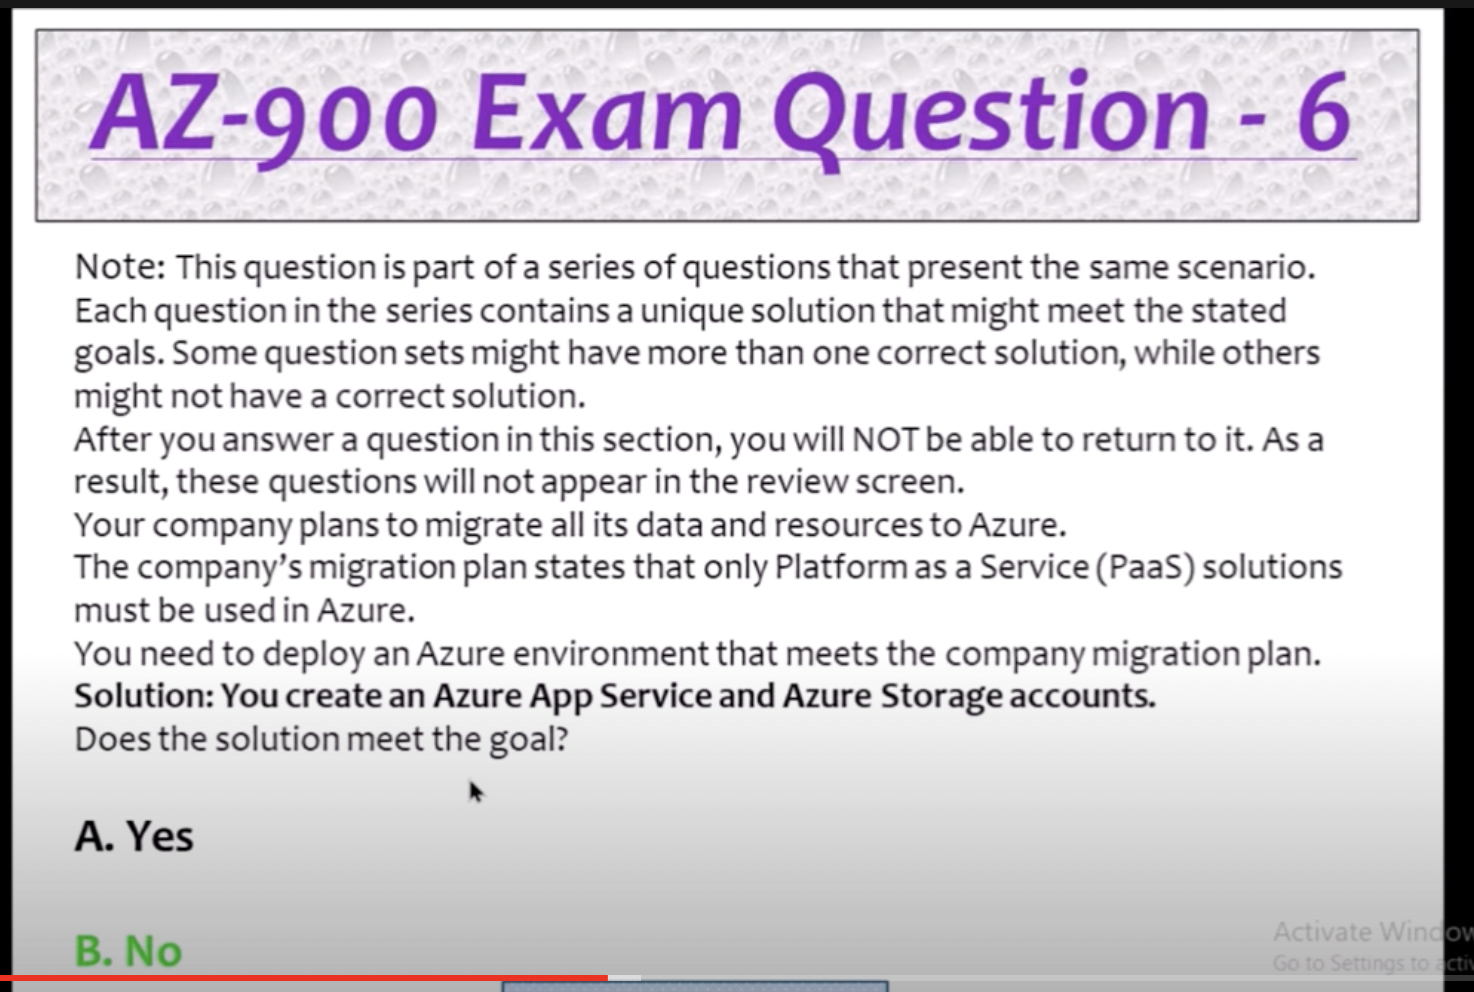 AZ-900 Exam Question - 6
Note: This question is part of a series of questions that present the same scenario.
Each question in the series contains a unique solution that might meet the stated
goals. Some question sets might have more than one correct solution, while others
might not have a correct solution.
After you answer a question in this section, you will NOT be able to return to it. As a
result, these questions will not appear in the review screen.
Your company plans to migrate all its data and resources to Azure.
The company’s migration plan states that only Platform as a Service (PaaS) solutions
must be used in Azure.
You need to deploy an Azure environment that meets the company migration plan.
Solution: You create an Azure App Service and Azure Storage accounts.
Does the solution meet the goal?
A. Yes
B. No
Activate Window
Go to Settings to activ